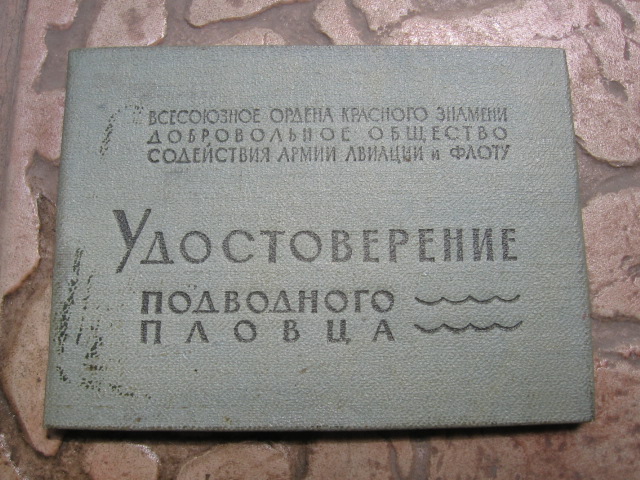 ВСЕСОЮЗНОЕ ОРДЕНА КРАСНОГО ЗНАМЕНИ
ДОБРОВОЛЬНОЕ ОБЩЕСТВО
СОДЕЙСТВИЯ АРМИИ АВИАЦИИ и ФЛОТУ
УДОСТОВЕРЕНИЕ
ПОДВОДНОГО
ПЛОВЦА